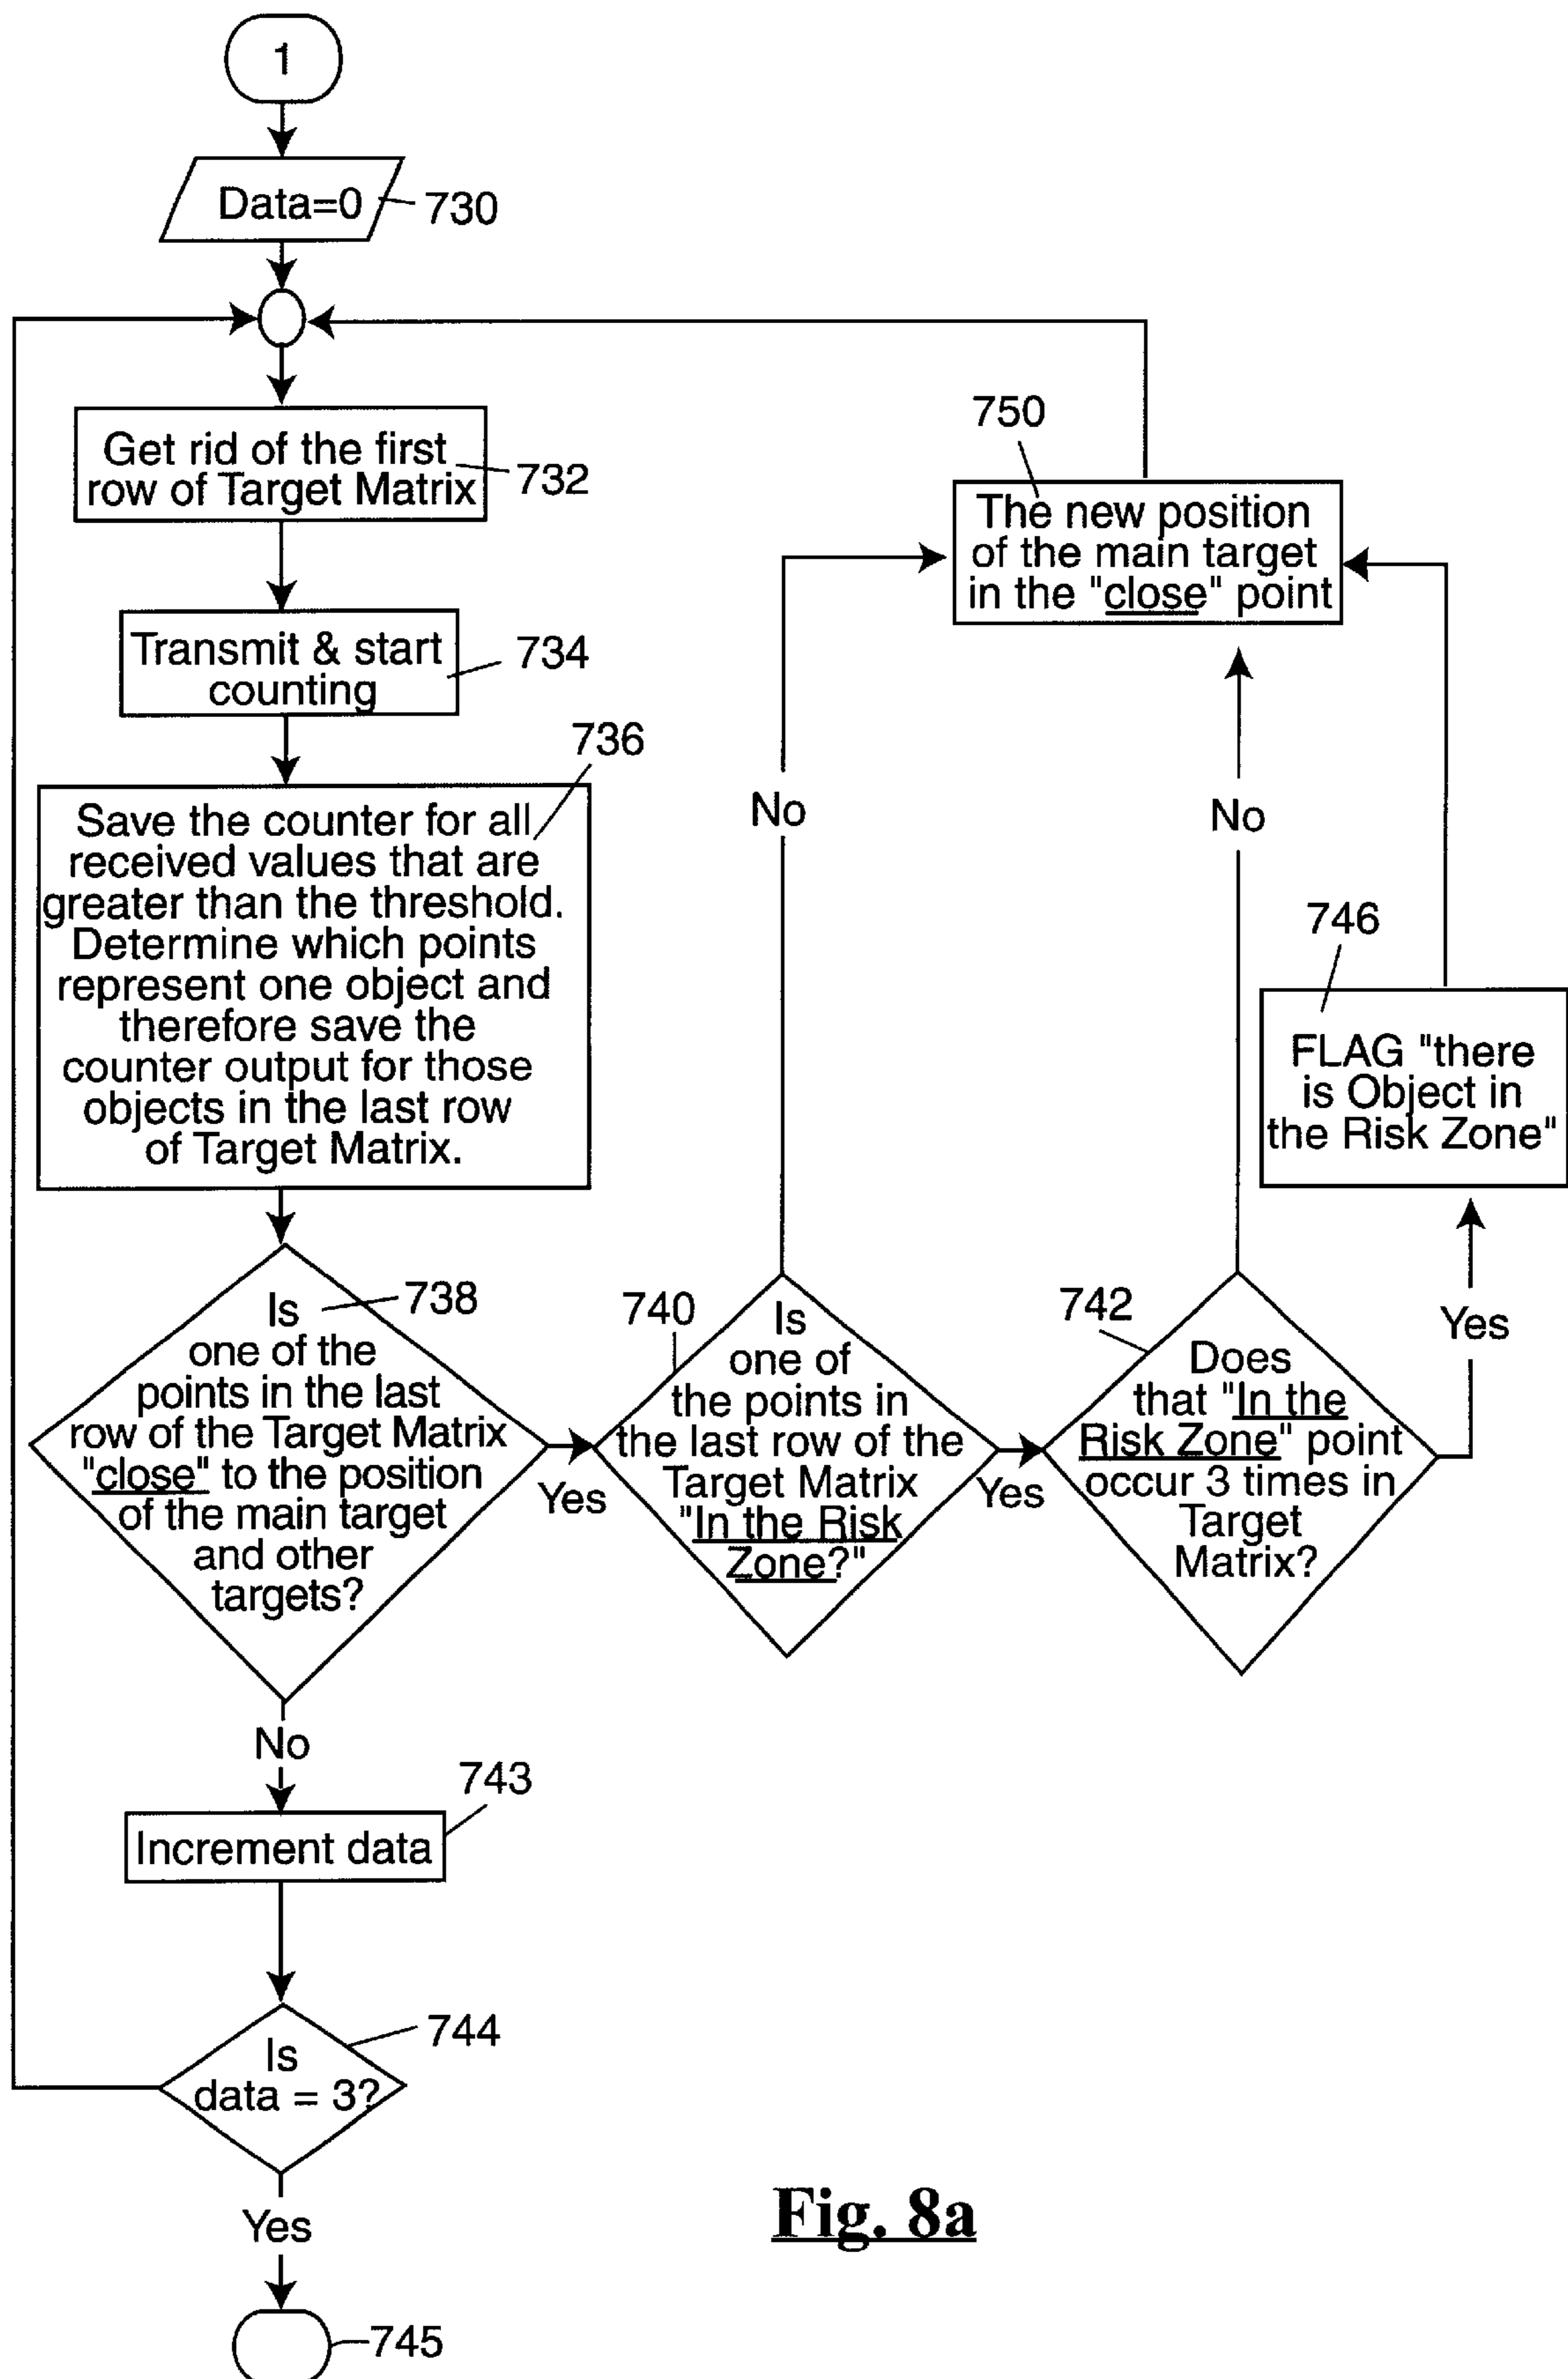 1
Data=0
730
Get rid of the first
row of Target Matrix
732
Transmit & start
counting
734
736
Save the counter for all
received values that are
greater than the threshold.
Determine which points
represent one object and
therefore save the
counter output for those
objects in the last row
of Target Matrix.
750
The new position
of the main target
in the "close" point
No
No
746
FLAG "there
is Object in
the Risk Zone"
Yes
738
Is
one of the
points in the last
row of the Target Matrix
"close" to the position
of the main target
and other
targets?
Yes
740
Is
one of
the points in
the last row of the
Target Matrix
"In the Risk
Zone?"
Yes
742
Does
that "In the
Risk Zone" point
occur 3 times in
Target
Matrix?
No
743
Increment data
744
Is
data = 3?
Yes
745
Fig. 8a